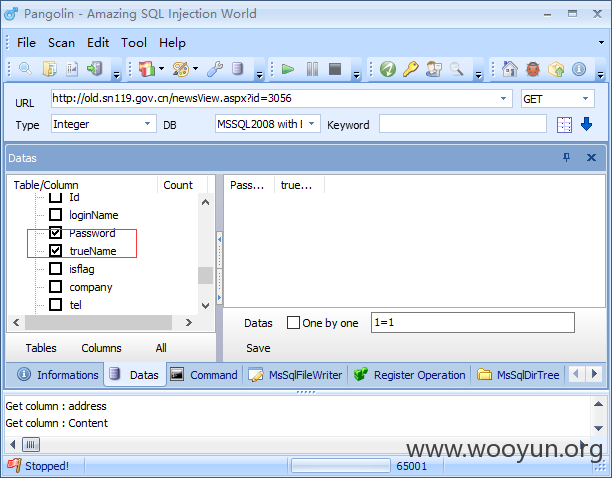 Pangolin - Amazing SQL Injection World
File Scan Edit Tool Help
URL http://old.sn119.gov.cn/newsView.aspx?id=3056 GET
Type Integer DB MSSQL2008 with Keyword
Datas
Table/Column Count Pass... true...
Id
loginName
Password
trueName
isflag
company
tel
Datas One by one 1=1
Tables Columns All Save
Informations Datas Command MsSqlFileWriter Register Operation MsSqlDirTree
Get column : address
Get column : Content
www.wooyun.org
Stopped! 65001